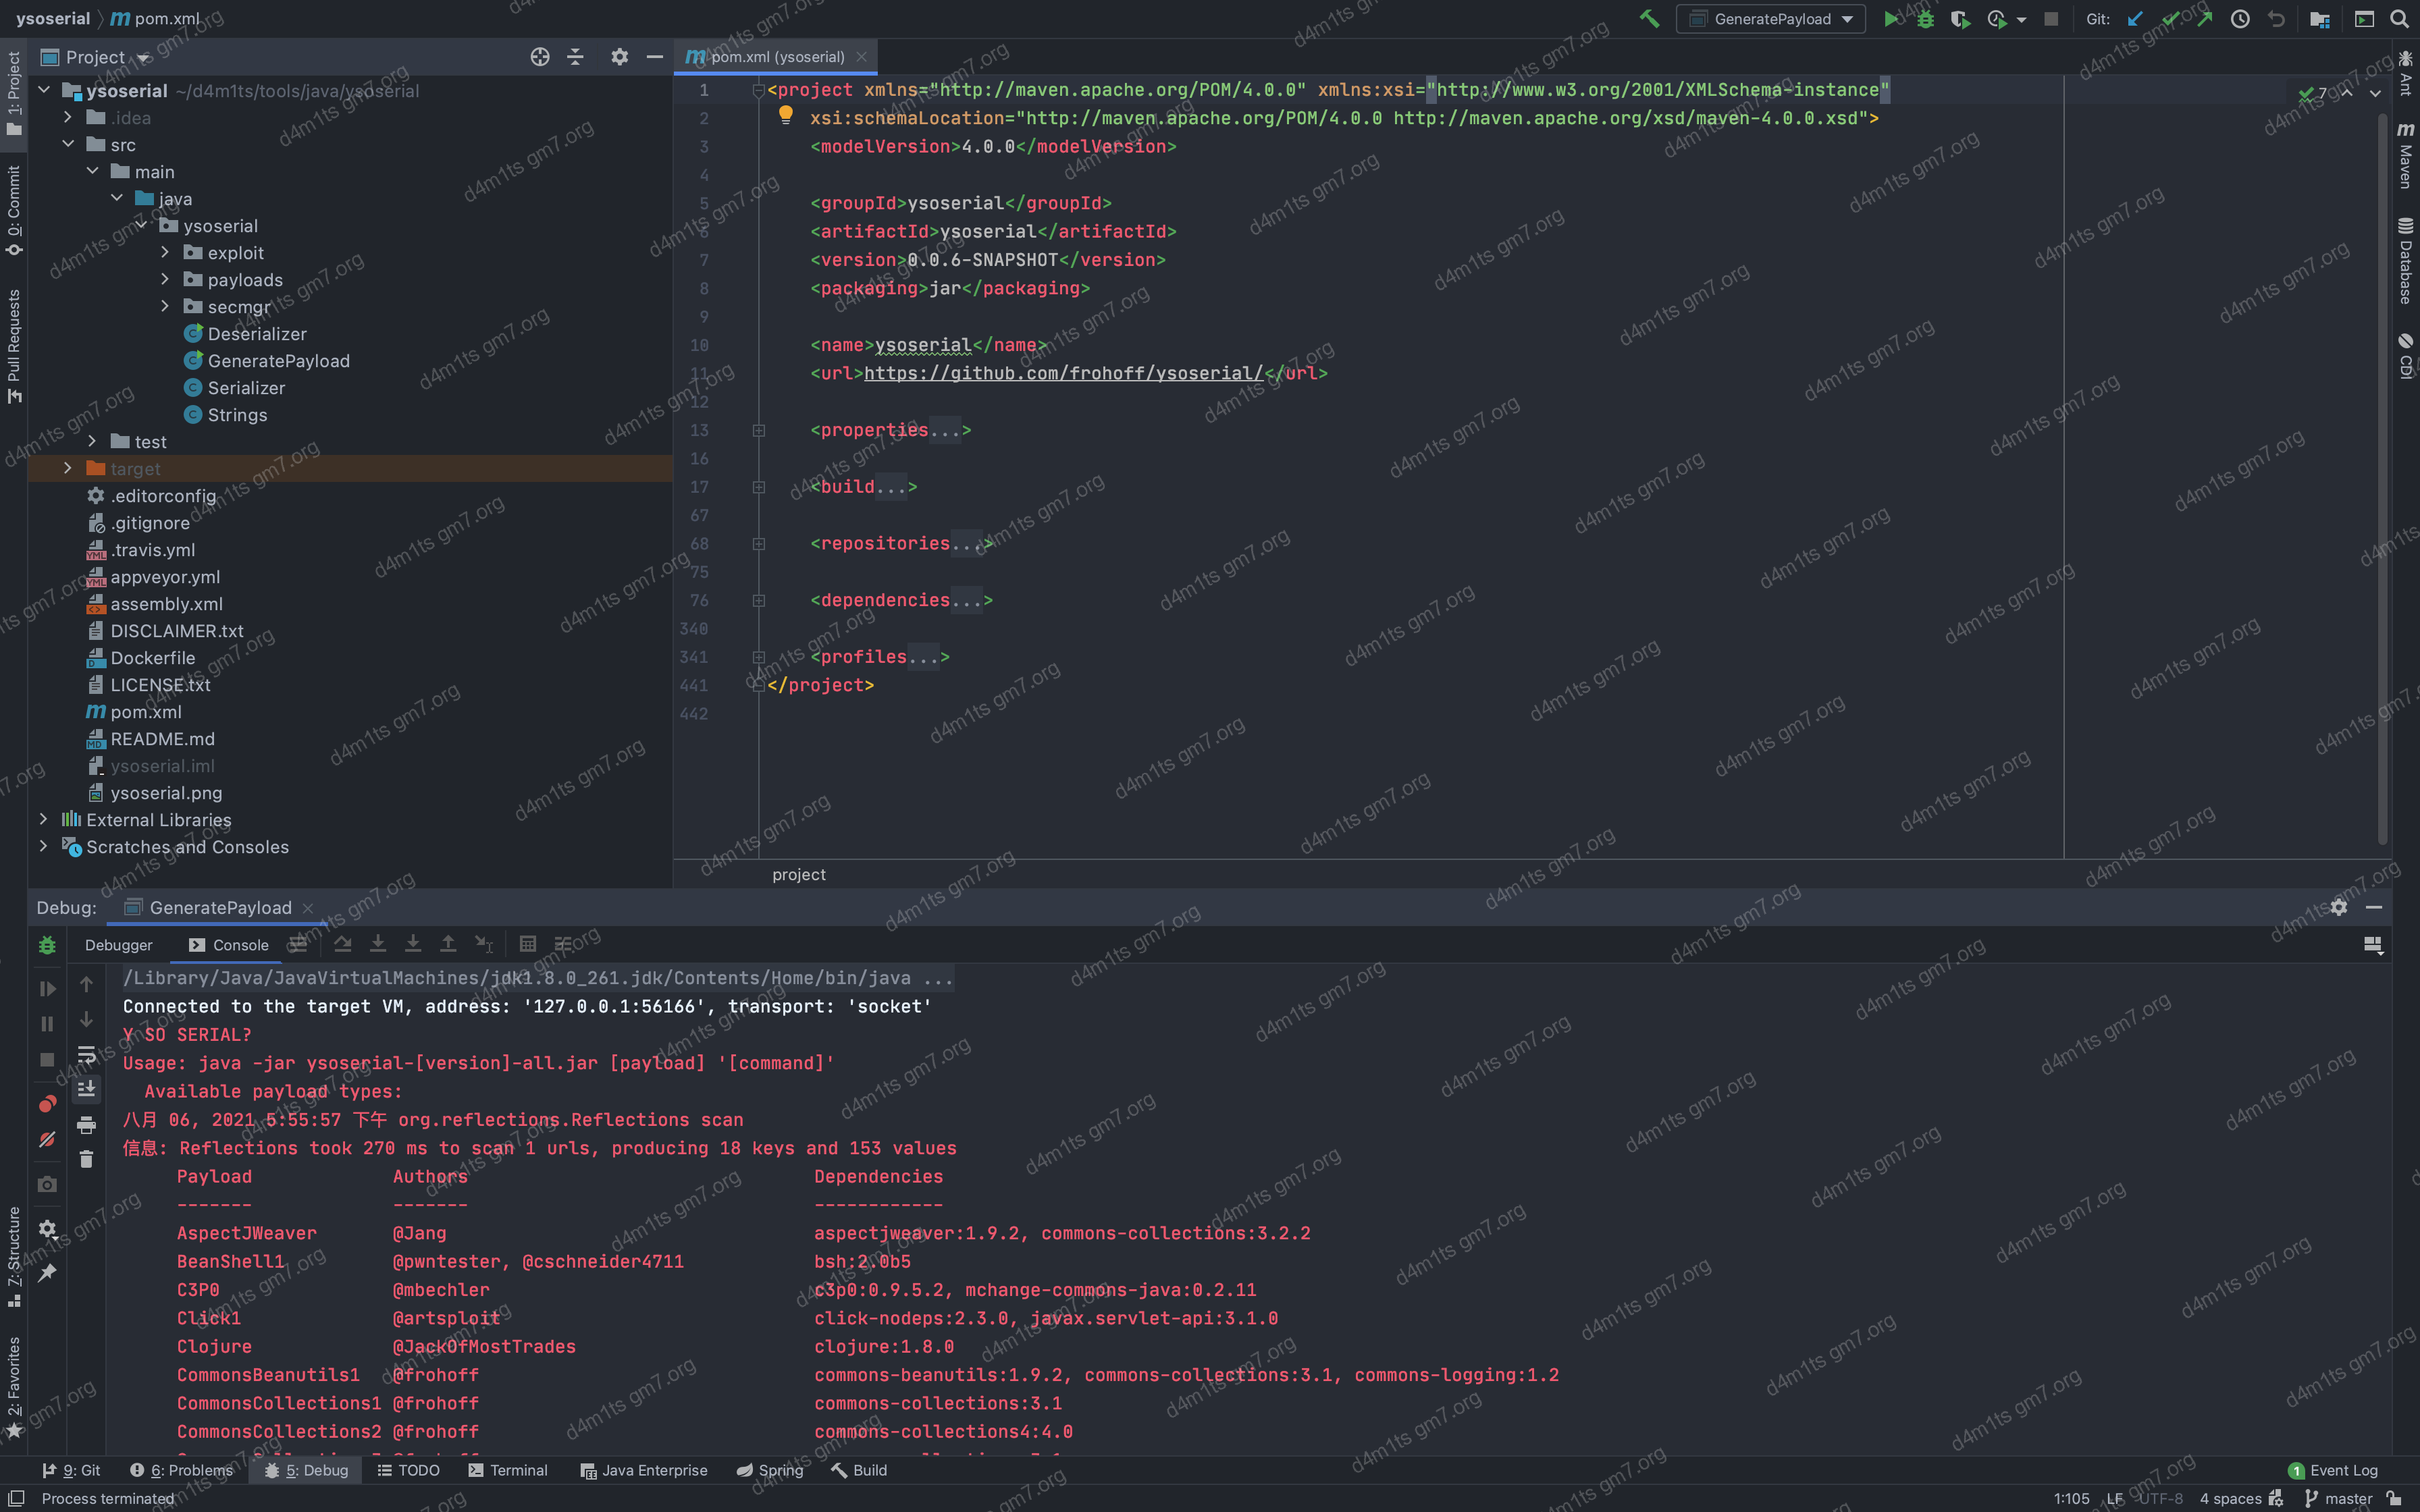 ysoserial
pom.xml
GeneratePayload
Git:
1: Project
0: Commit
Pull Requests
7: Structure
2: Favorites
Project
ysoserial ~/d4m1ts/tools/java/ysoserial
.idea
src
main
java
ysoserial
exploit
payloads
secmgr
Deserializer
GeneratePayload
Serializer
Strings
test
target
.editorconfig
.gitignore
.travis.yml
appveyor.yml
assembly.xml
DISCLAIMER.txt
Dockerfile
LICENSE.txt
pom.xml
README.md
ysoserial.iml
ysoserial.png
External Libraries
Scratches and Consoles
pom.xml (ysoserial)
7
1 <project xmlns="http://maven.apache.org/POM/4.0.0" xmlns:xsi="http://www.w3.org/2001/XMLSchema-instance"
2 xsi:schemaLocation="http://maven.apache.org/POM/4.0.0 http://maven.apache.org/xsd/maven-4.0.0.xsd">
3 <modelVersion>4.0.0</modelVersion>
4
5 <groupId>ysoserial</groupId>
6 <artifactId>ysoserial</artifactId>
7 <version>0.0.6-SNAPSHOT</version>
8 <packaging>jar</packaging>
9
10 <name>ysoserial</name>
11 <url>https://github.com/frohoff/ysoserial/</url>
12
13 <properties...>
16
17 <build...>
67
68 <repositories...>
75
76 <dependencies...>
340
341 <profiles...>
441 </project>
442
project
Ant
Maven
Database
CDI
Debug: GeneratePayload
Debugger Console
/Library/Java/JavaVirtualMachines/jdk1.8.0_261.jdk/Contents/Home/bin/java ...
Connected to the target VM, address: '127.0.0.1:56166', transport: 'socket'
Y SO SERIAL?
Usage: java -jar ysoserial-[version]-all.jar [payload] '[command]'
Available payload types:
八月 06, 2021 5:55:57 下午 org.reflections.Reflections scan
信息: Reflections took 270 ms to scan 1 urls, producing 18 keys and 153 values
Payload Authors Dependencies
------- ------- ------------
AspectJWeaver @Jang aspectjweaver:1.9.2, commons-collections:3.2.2
BeanShell1 @pwntester, @cschneider4711 bsh:2.0b5
C3P0 @mbechler c3p0:0.9.5.2, mchange-commons-java:0.2.11
Click1 @artsploit click-nodeps:2.3.0, javax.servlet-api:3.1.0
Clojure @JackOfMostTrades clojure:1.8.0
CommonsBeanutils1 @frohoff commons-beanutils:1.9.2, commons-collections:3.1, commons-logging:1.2
CommonsCollections1 @frohoff commons-collections:3.1
CommonsCollections2 @frohoff commons-collections4:4.0
9: Git 6: Problems 5: Debug TODO Terminal Java Enterprise Spring Build 1 Event Log
Process terminated 1:105 LF UTF-8 4 spaces master
d4m1ts gm7.org